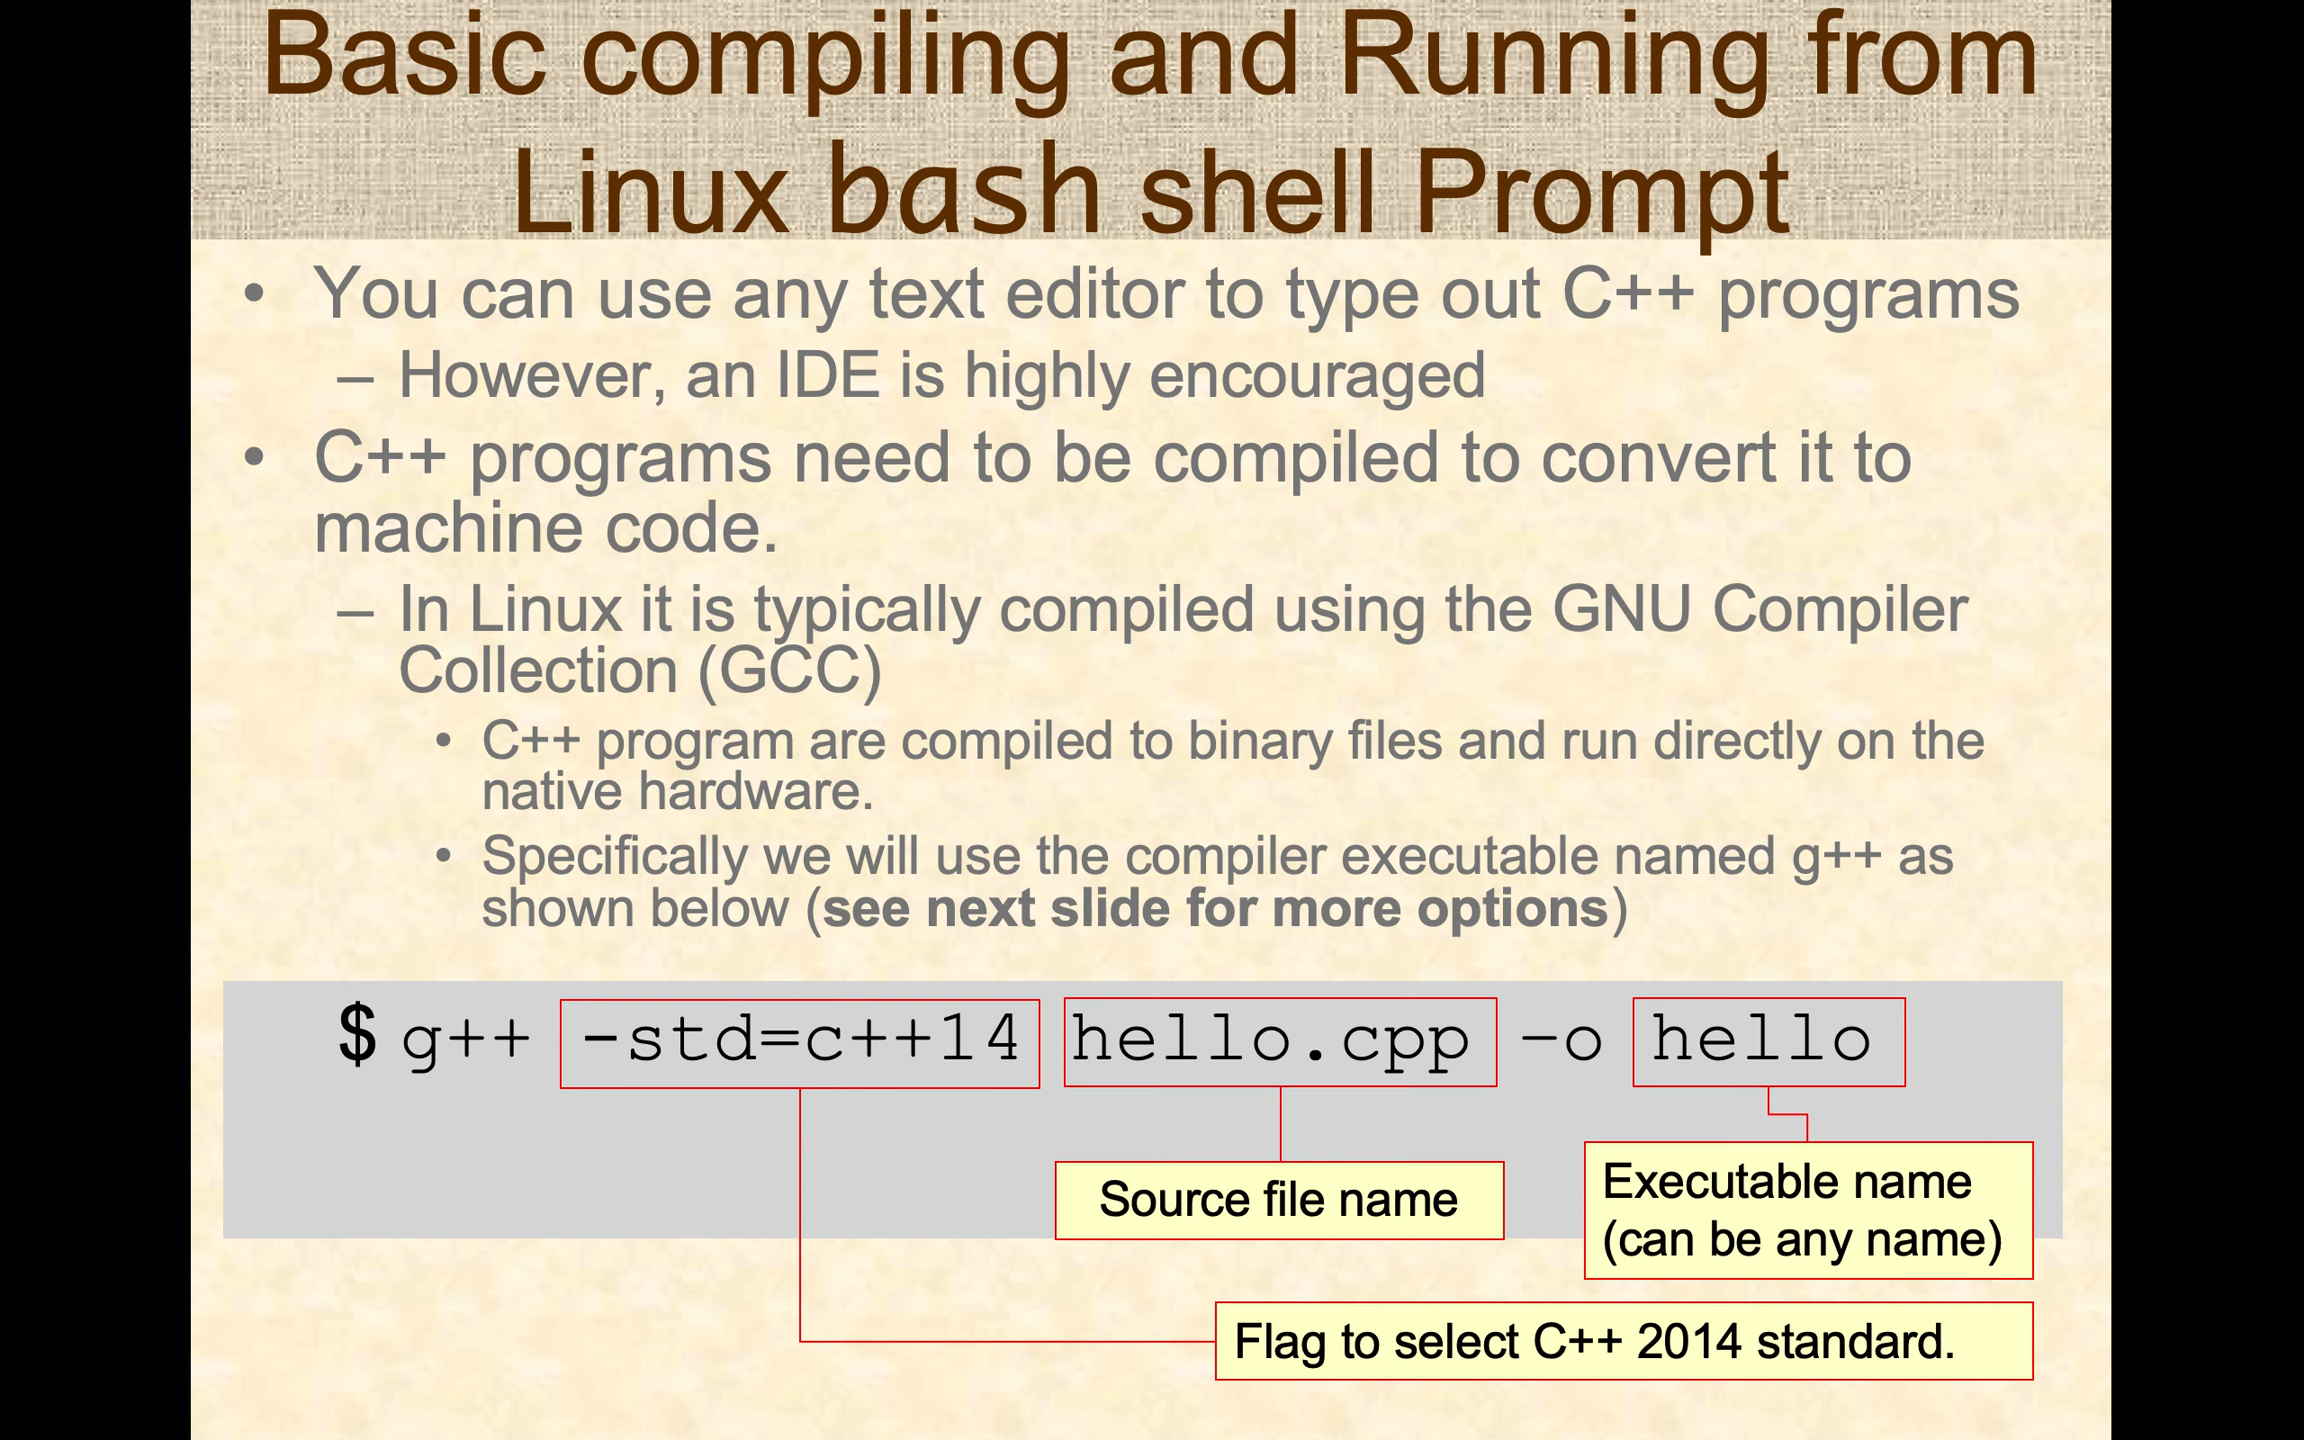 Basic compiling and Running from
Linux bash shell Prompt
• You can use any text editor to type out C++ programs
– However, an IDE is highly encouraged
• C++ programs need to be compiled to convert it to
machine code.
– In Linux it is typically compiled using the GNU Compiler
Collection (GCC)
• C++ program are compiled to binary files and run directly on the
native hardware.
• Specifically we will use the compiler executable named g++ as
shown below (see next slide for more options)
$ g++ -std=c++14 hello.cpp –o hello
Source file name
Executable name
(can be any name)
Flag to select C++ 2014 standard.